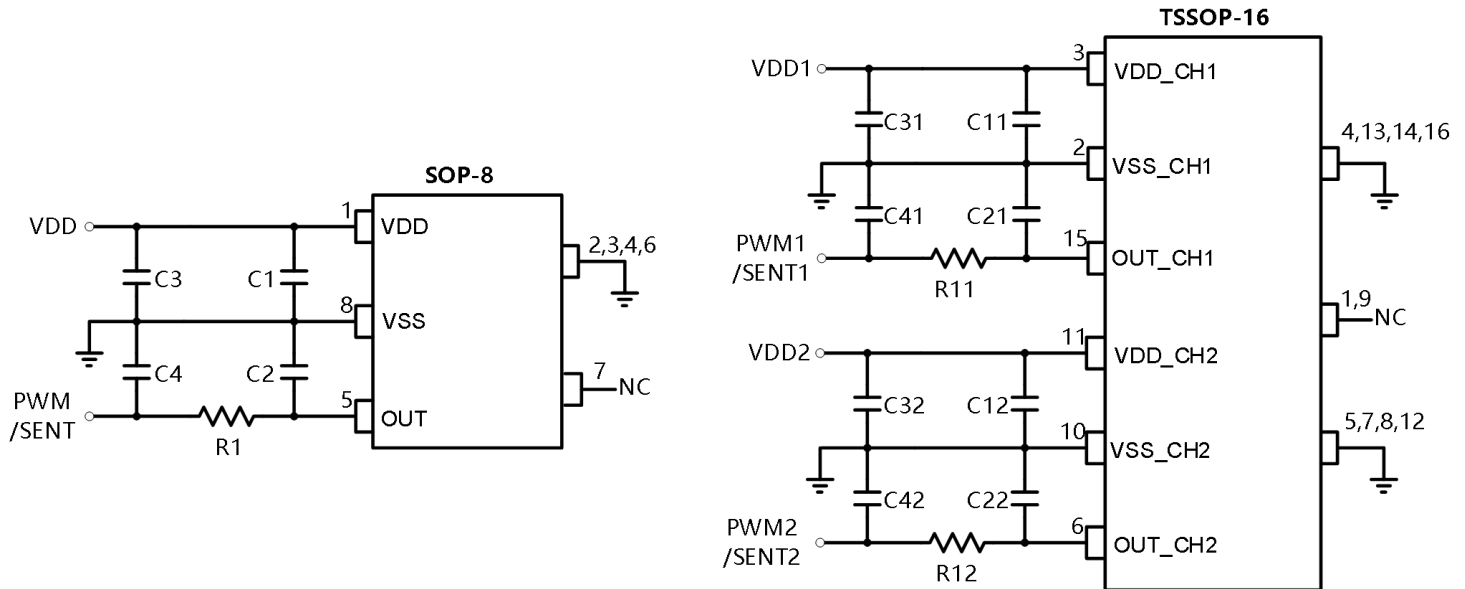 SOP-8
VDD
1
VDD
2,3,4,6
C3
C1
8
VSS
C4
C2
7
NC
PWM
/SENT
5
OUT
R1
TSSOP-16
VDD1
3
VDD_CH1
C31
C11
4,13,14,16
2
VSS_CH1
C41
C21
PWM1
/SENT1
15
OUT_CH1
R11
1,9
NC
VDD2
11
VDD_CH2
C32
C12
5,7,8,12
10
VSS_CH2
C42
C22
PWM2
/SENT2
6
OUT_CH2
R12